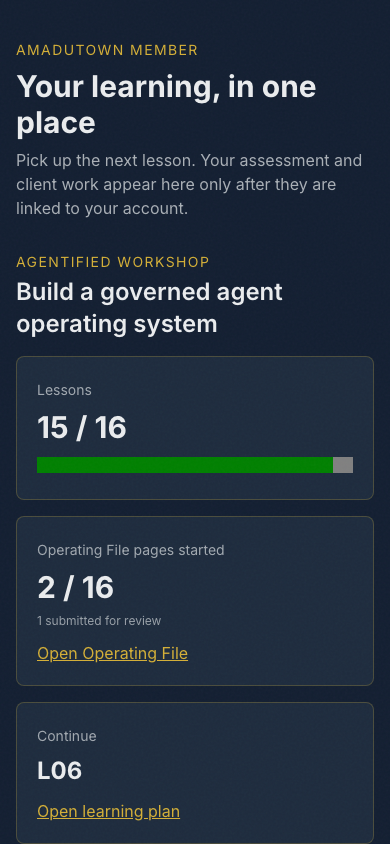 AMADUTOWN MEMBER
Your learning, in one
place
Pick up the next lesson. Your assessment and
client work appear here only after they are
linked to your account.
AGENTIFIED WORKSHOP
Build a governed agent
operating system
Lessons
15 / 16
Operating File pages started
2 / 16
1 submitted for review
Open Operating File
Continue
L06
Open learning plan